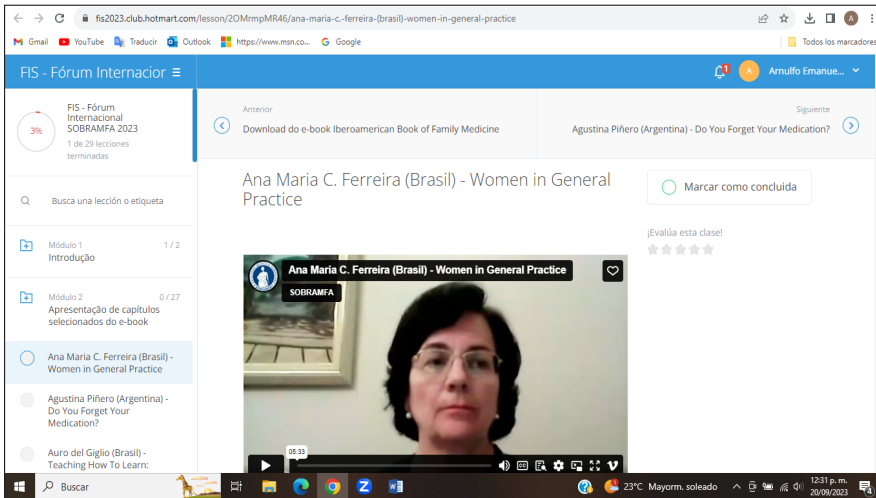 fis2023.club.hotmart.com/lesson/2OMrmpMR46/ana-maria-c.-ferreira-(brasil)-women-in-general-practice
A
Gmail YouTube Traducir Outlook https://www.msn.co... Google Todos los marcadores
FIS - Fórum Internacior
1 A Arnulfo Emanue...
3%
FIS - Fórum
Internacional
SOBRAMFA 2023
1 de 29 lecciones
terminadas
Busca una lección o etiqueta
Módulo 1 1 / 2
Introdução
Módulo 2 0 / 27
Apresentação de capítulos
selecionados do e-book
Ana Maria C. Ferreira (Brasil) -
Women in General Practice
Agustina Piñero (Argentina) -
Do You Forget Your
Medication?
Auro del Giglio (Brasil) -
Teaching How To Learn:
Anterior
Download do e-book Iberoamerican Book of Family Medicine
Siguiente
Agustina Piñero (Argentina) - Do You Forget Your Medication?
Ana Maria C. Ferreira (Brasil) - Women in General
Practice
Marcar como concluida
¡Evalúa esta clase!
Ana Maria C. Ferreira (Brasil) - Women in General Practice
SOBRAMFA
05:33
CC
Buscar
23°C Mayorm. soleado
12:31 p. m.
20/09/2023
4